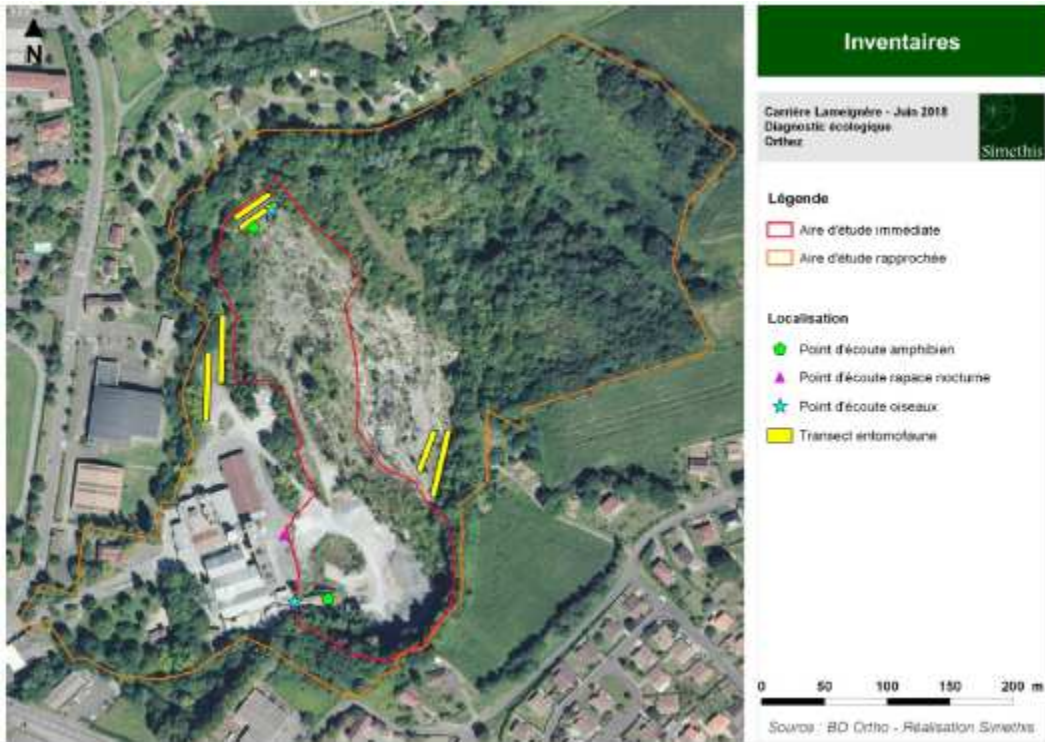 N
Inventaires
Carrière Lameignère - Juin 2018
Diagnostic écologique
Orthez
Simethis
Légende
Aire d'étude immédiate
Aire d'étude rapprochée
Localisation
Point d'écoute amphibien
Point d'écoute rapace nocturne
Point d'écoute oiseaux
Transect entomofaune
0 50 100 150 200 m
Source : BD Ortho - Réalisation Simethis